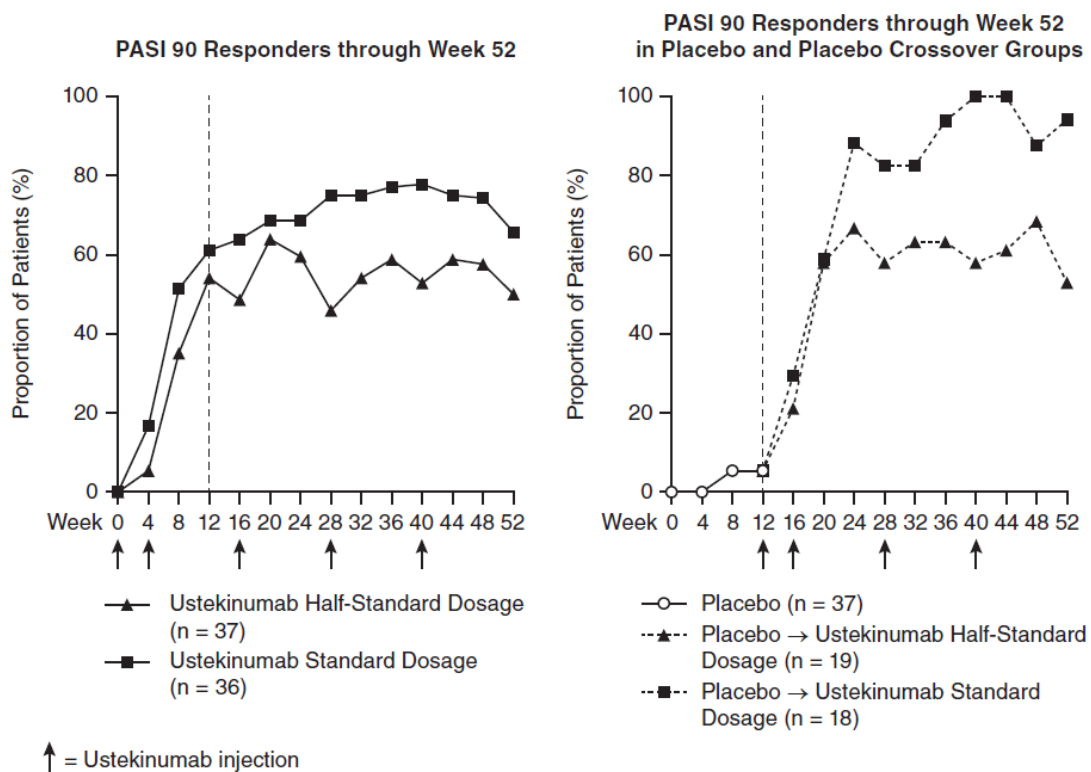 PASI 90 Responders through Week 52
100
80
60
40
20
0
Proportion of Patients (%)
Week 0 4 8 12 16 20 24 28 32 36 40 44 48 52
Ustekinumab Half-Standard Dosage
(n = 37)
Ustekinumab Standard Dosage
(n = 36)
= Ustekinumab injection
PASI 90 Responders through Week 52
in Placebo and Placebo Crossover Groups
100
80
60
40
20
0
Proportion of Patients (%)
Week 0 4 8 12 16 20 24 28 32 36 40 44 48 52
Placebo (n = 37)
Placebo → Ustekinumab Half-Standard
Dosage (n = 19)
Placebo → Ustekinumab Standard
Dosage (n = 18)